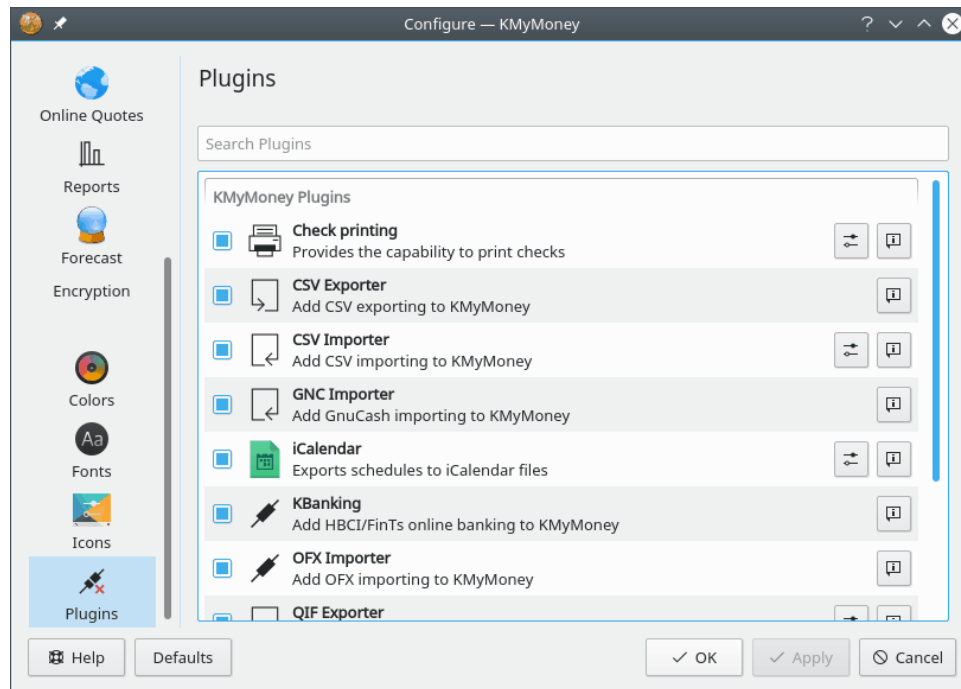 Configure — KMyMoney
?
Online Quotes
Reports
Forecast
Encryption
Colors
Aa
Fonts
Icons
Plugins
Plugins
Search Plugins
KMyMoney Plugins
Check printing
Provides the capability to print checks
CSV Exporter
Add CSV exporting to KMyMoney
CSV Importer
Add CSV importing to KMyMoney
GNC Importer
Add GnuCash importing to KMyMoney
iCalendar
Exports schedules to iCalendar files
KBanking
Add HBCI/FinTs online banking to KMyMoney
OFX Importer
Add OFX importing to KMyMoney
QIF Exporter
Help
Defaults
OK
Apply
Cancel